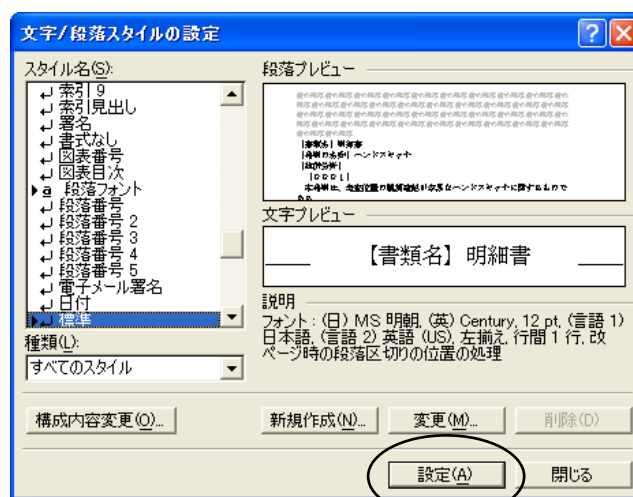 文字/段落スタイルの設定
スタイル名(S):
索引 9
索引見出し
署名
書式なし
図表番号
図表目次
a 段落フォント
段落番号
段落番号 2
段落番号 3
段落番号 4
段落番号 5
電子メール署名
日付
標準
種類(L):
すべてのスタイル
段落プレビュー
【書類名】 明細書
文字プレビュー
【書類名】 明細書
説明
フォント : (日) MS 明朝, (英) Century, 12 pt, (言語 1)
日本語, (言語 2) 英語 (US), 左揃え, 行間 1 行, 改
ページ時の段落区切りの位置の処理
構成内容変更(O)...
新規作成(N)...
変更(M)...
削除(D)
設定(A)
閉じる